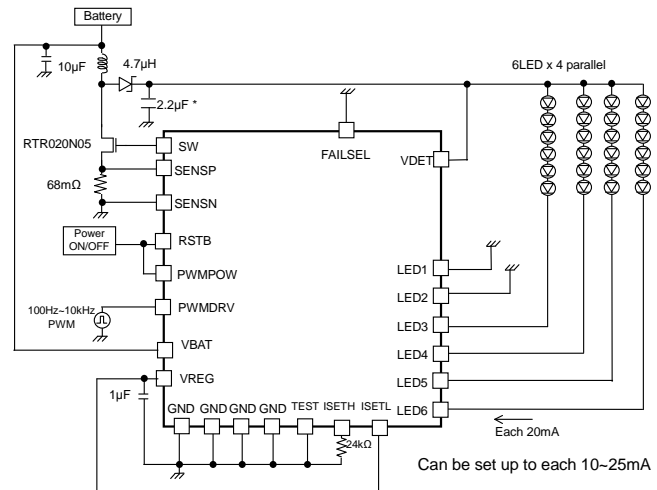 Battery
10µF
4.7µH
2.2µF *
6LED x 4 parallel
RTR020N05
68mΩ
SW
SENSP
SENSN
FAILSEL
VDET
Power
ON/OFF
RSTB
PWMPOW
100Hz~10kHz
PWM
PWMDRV
VBAT
VREG
1µF
LED1
LED2
LED3
LED4
LED5
LED6
GND GND GND GND TEST ISETH ISETL
24kΩ
Each 20mA
Can be set up to each 10~25mA